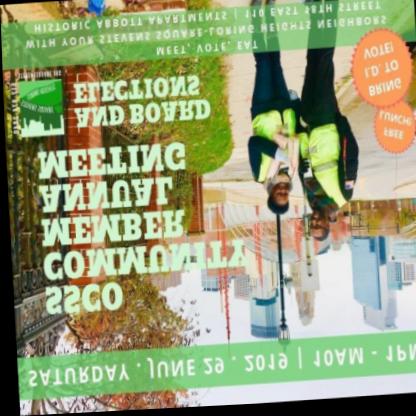 SATURDAY . JUNE 29 . 2019 | 10AM - 1PM
SSCO
COMMUNITY
MEMBER
ANNUAL
MEETING
AND BOARD
ELECTIONS
FREE
LUNCH!
BRING
I.D. TO
VOTE!
MEET, VOTE, EAT
WITH YOUR STEVENS SQUARE-LORING HEIGHTS NEIGHBORS
HISTORIC ABBOTT APARTMENTS | 110 EAST 18TH STREET